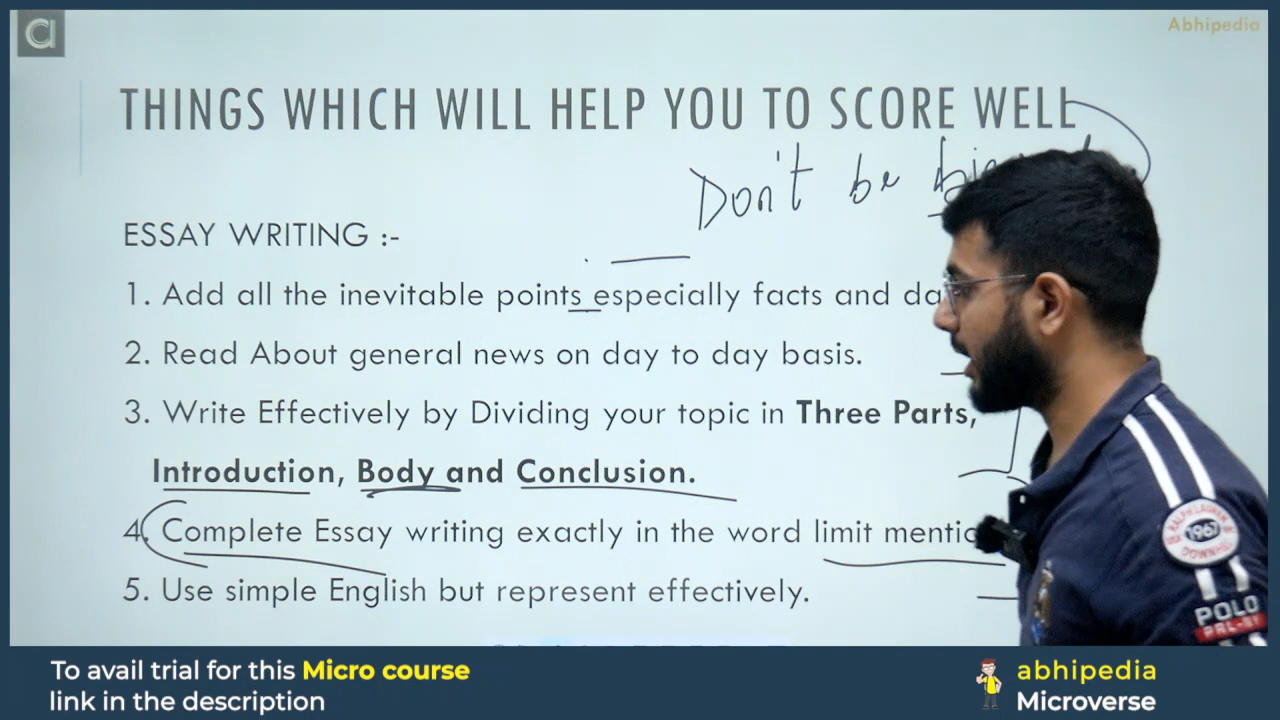 Abhipedia
THINGS WHICH WILL HELP YOU TO SCORE WELL
Don't be
ESSAY WRITING :-
1. Add all the inevitable points especially facts and
2. Read About general news on day to day basis.
3. Write Effectively by Dividing your topic in Three Parts,
Introduction, Body and Conclusion.
4. Complete Essay writing exactly in the word limit
5. Use simple English but represent effectively.
1967
POLO
To avail trial for this Micro course
link in the description
abhipedia
Microverse